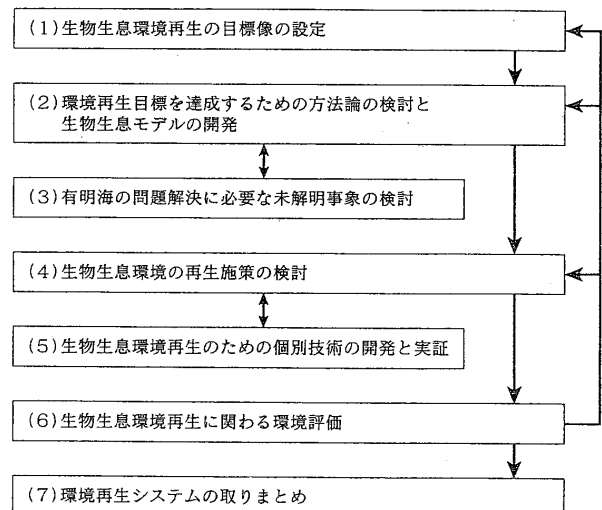 (1)生物生息環境再生の目標像の設定
(2)環境再生目標を達成するための方法論の検討と
生物生息モデルの開発
(3)有明海の問題解決に必要な未解明事象の検討
(4)生物生息環境の再生施策の検討
(5)生物生息環境再生のための個別技術の開発と実証
(6)生物生息環境再生に関わる環境評価
(7)環境再生システムの取りまとめ